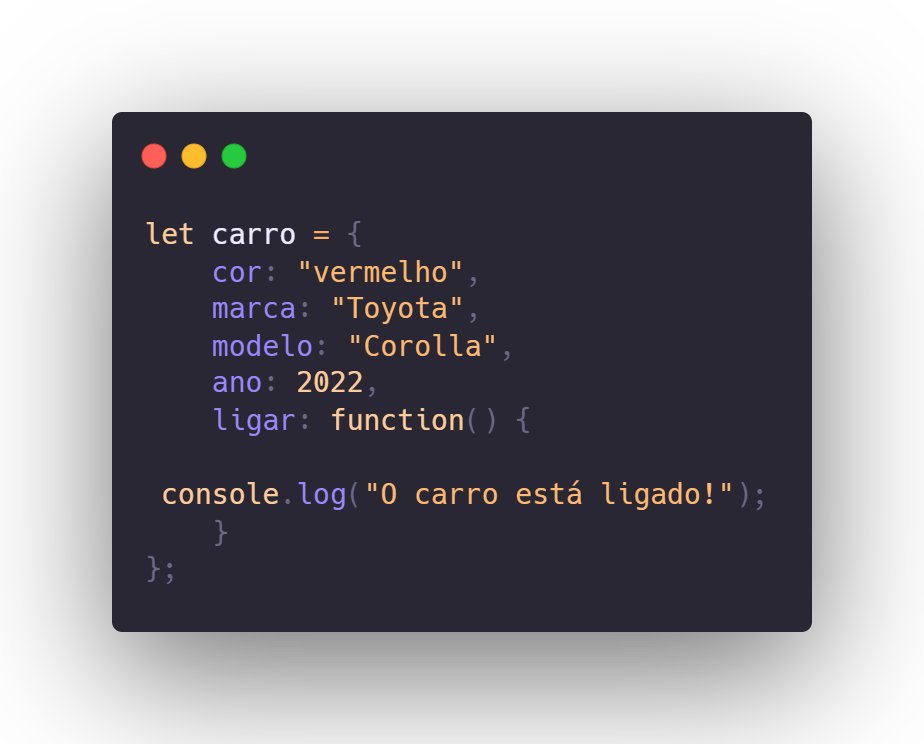 let carro = {
    cor: "vermelho",
    marca: "Toyota",
    modelo: "Corolla",
    ano: 2022,
    ligar: function() {

 console.log("O carro está ligado!");
    }
};